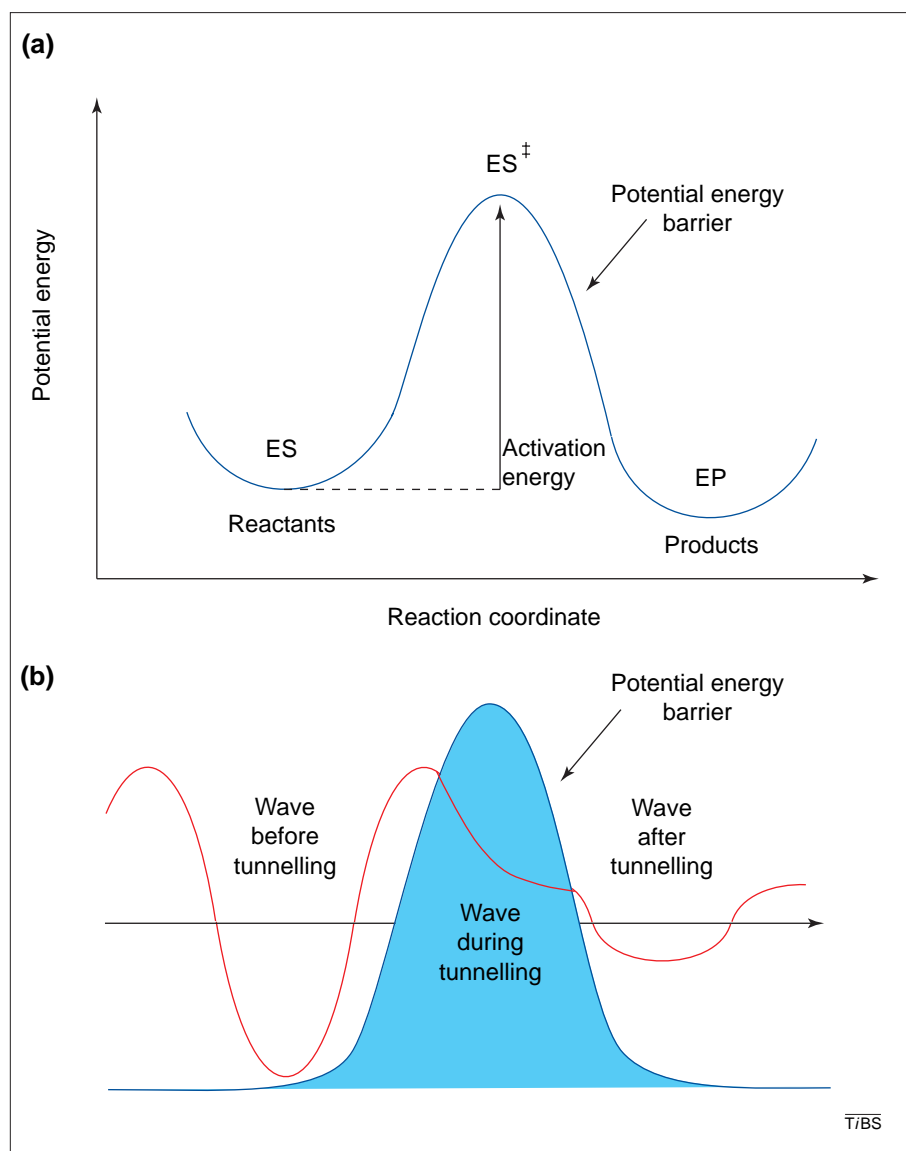 (a)
ES‡
Potential energy
barrier
Potential energy
ES
Activation
energy
EP
Reactants
Products
Reaction coordinate
(b)
Potential energy
barrier
Wave
before
tunnelling
Wave
after
tunnelling
Wave
during
tunnelling
TiBS